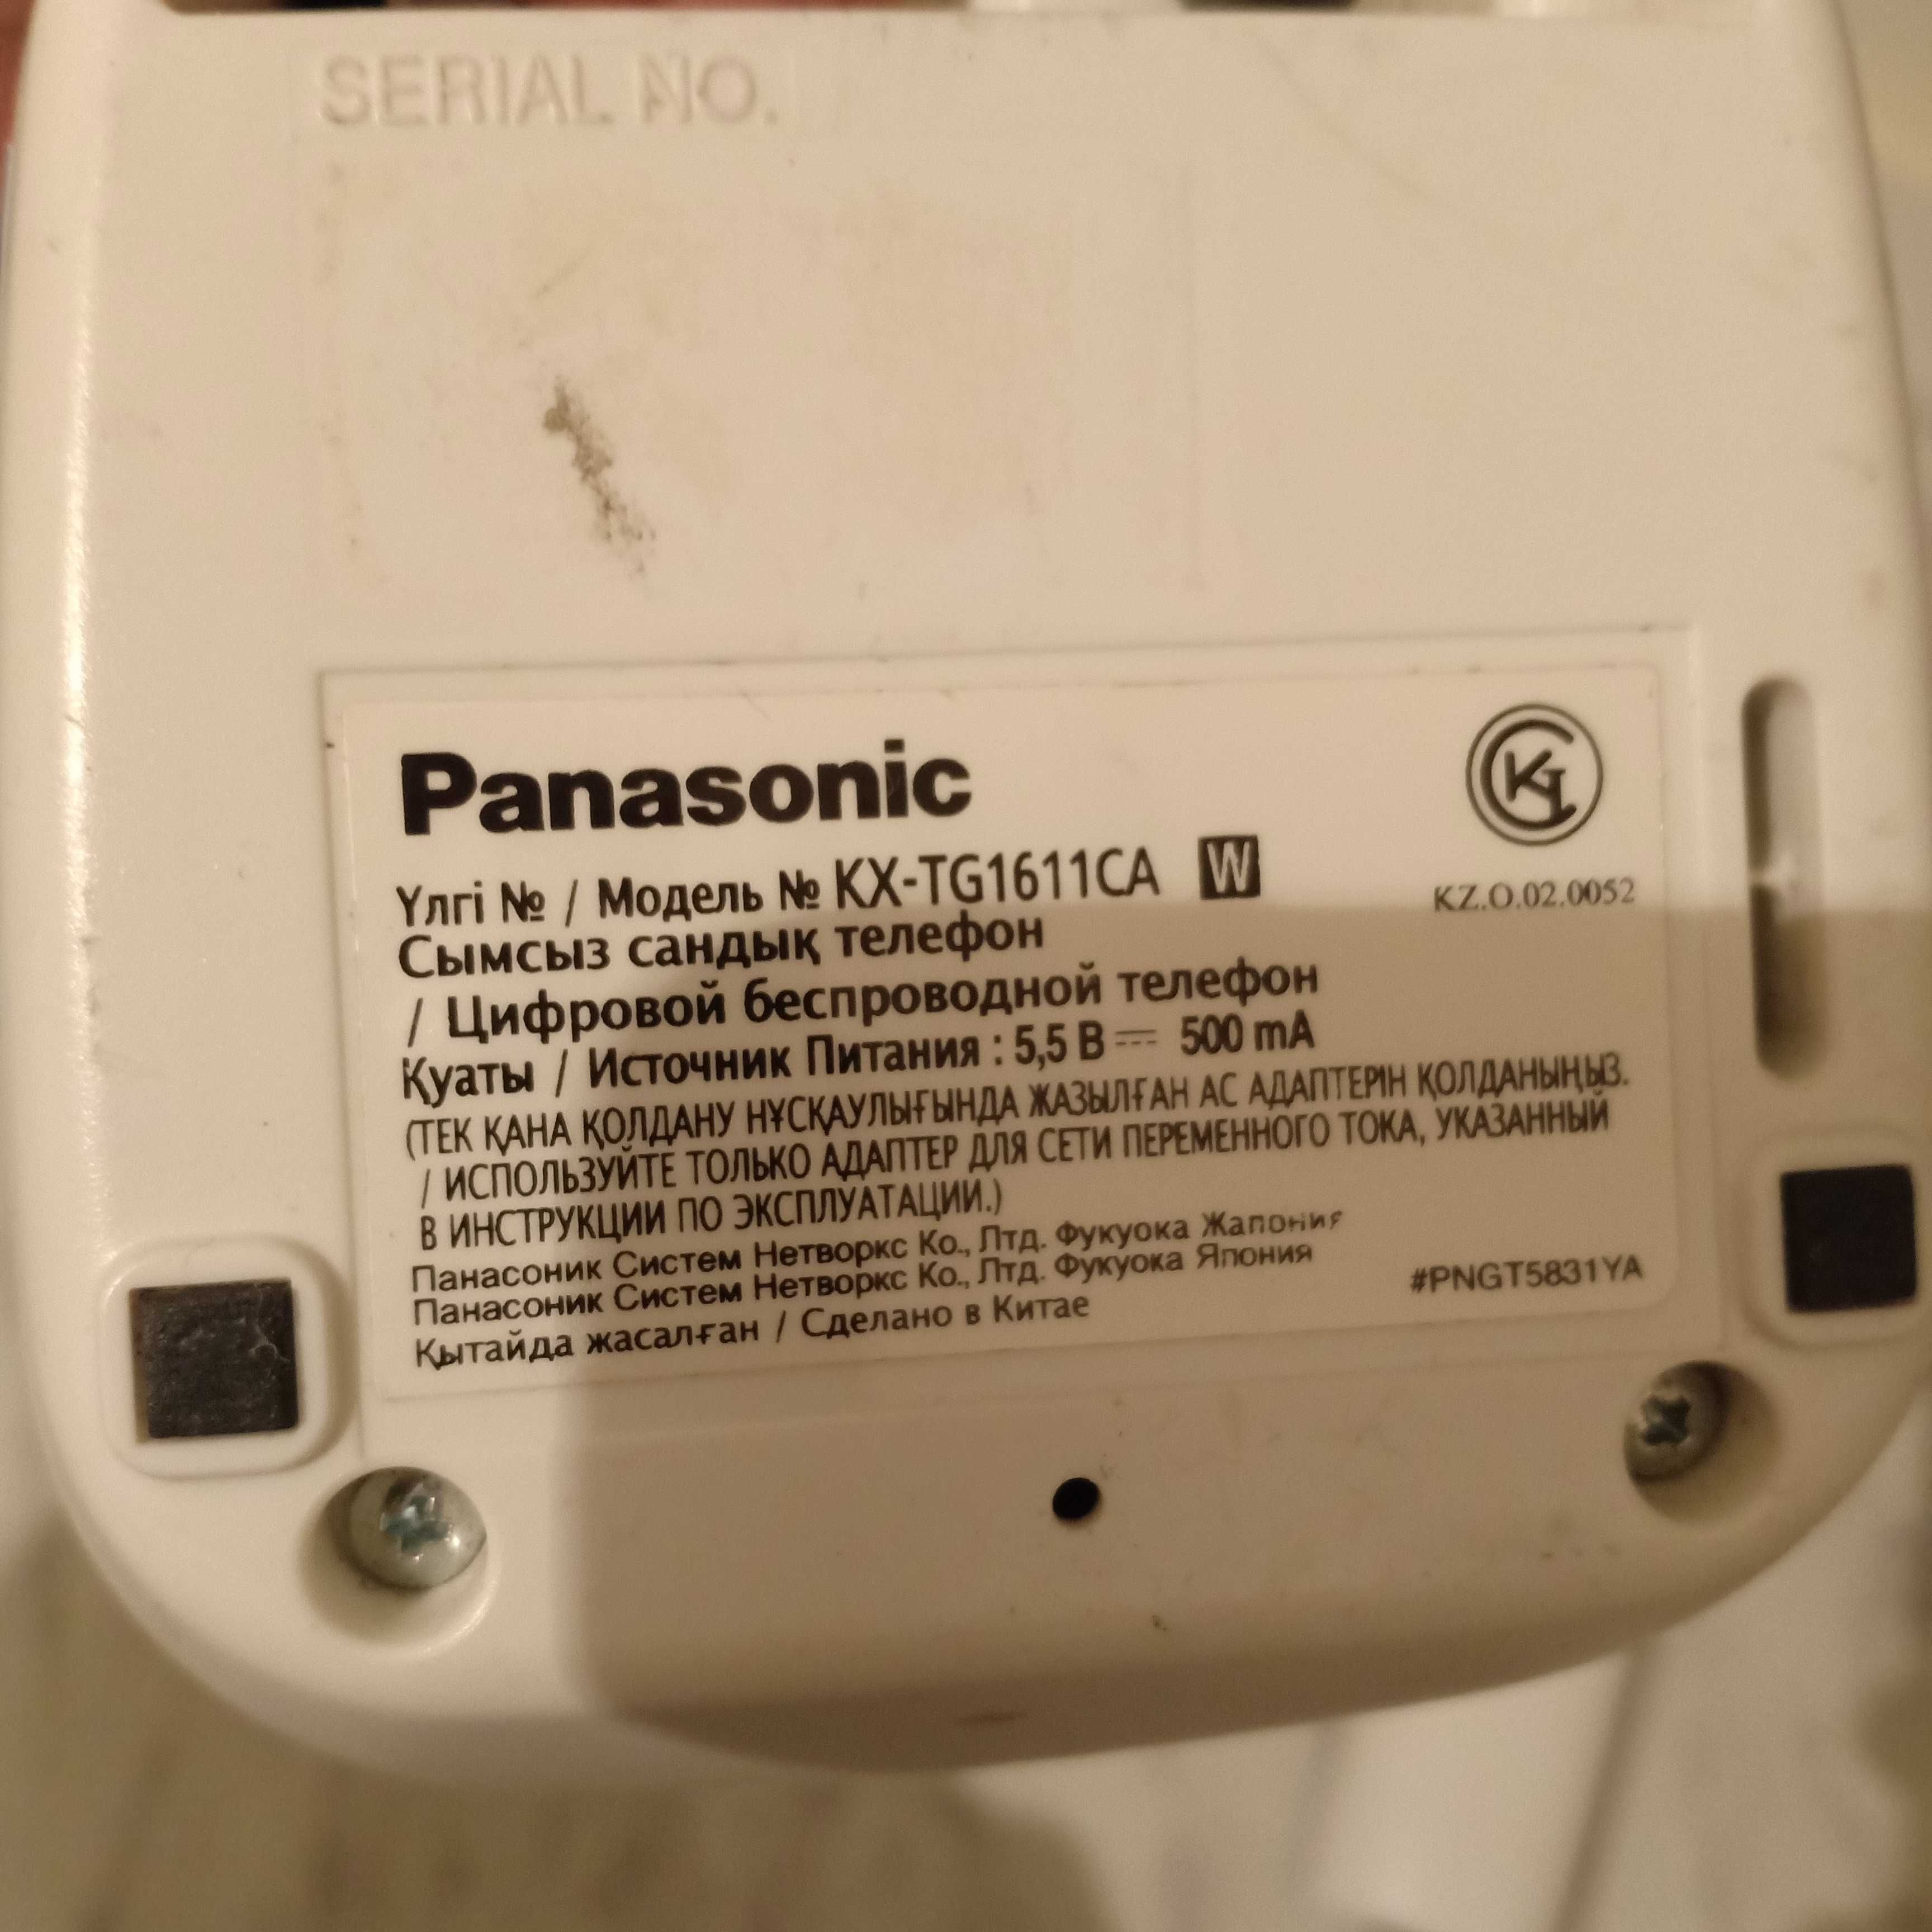 SERIAL NO.
Panasonic
Үлгі № / Модель № KX-TG1611CA W
KZ.O.02.0052
Сымсыз сандық телефон
/ Цифровой беспроводной телефон
Қуаты / Источник Питания : 5,5 В ⎓ 500 mA
(ТЕК ҚАНА ҚОЛДАНУ НҰСҚАУЛЫҒЫНДА ЖАЗЫЛҒАН АС АДАПТЕРІН ҚОЛДАНЫҢЫЗ.
/ ИСПОЛЬЗУЙТЕ ТОЛЬКО АДАПТЕР ДЛЯ СЕТИ ПЕРЕМЕННОГО ТОКА, УКАЗАННЫЙ
В ИНСТРУКЦИИ ПО ЭКСПЛУАТАЦИИ.)
Панасоник Систем Нетворкс Ко., Лтд. Фукуока Жапония
Панасоник Систем Нетворкс Ко., Лтд. Фукуока Япония
Қытайда жасалған / Сделано в Китае
#PNGT5831YA